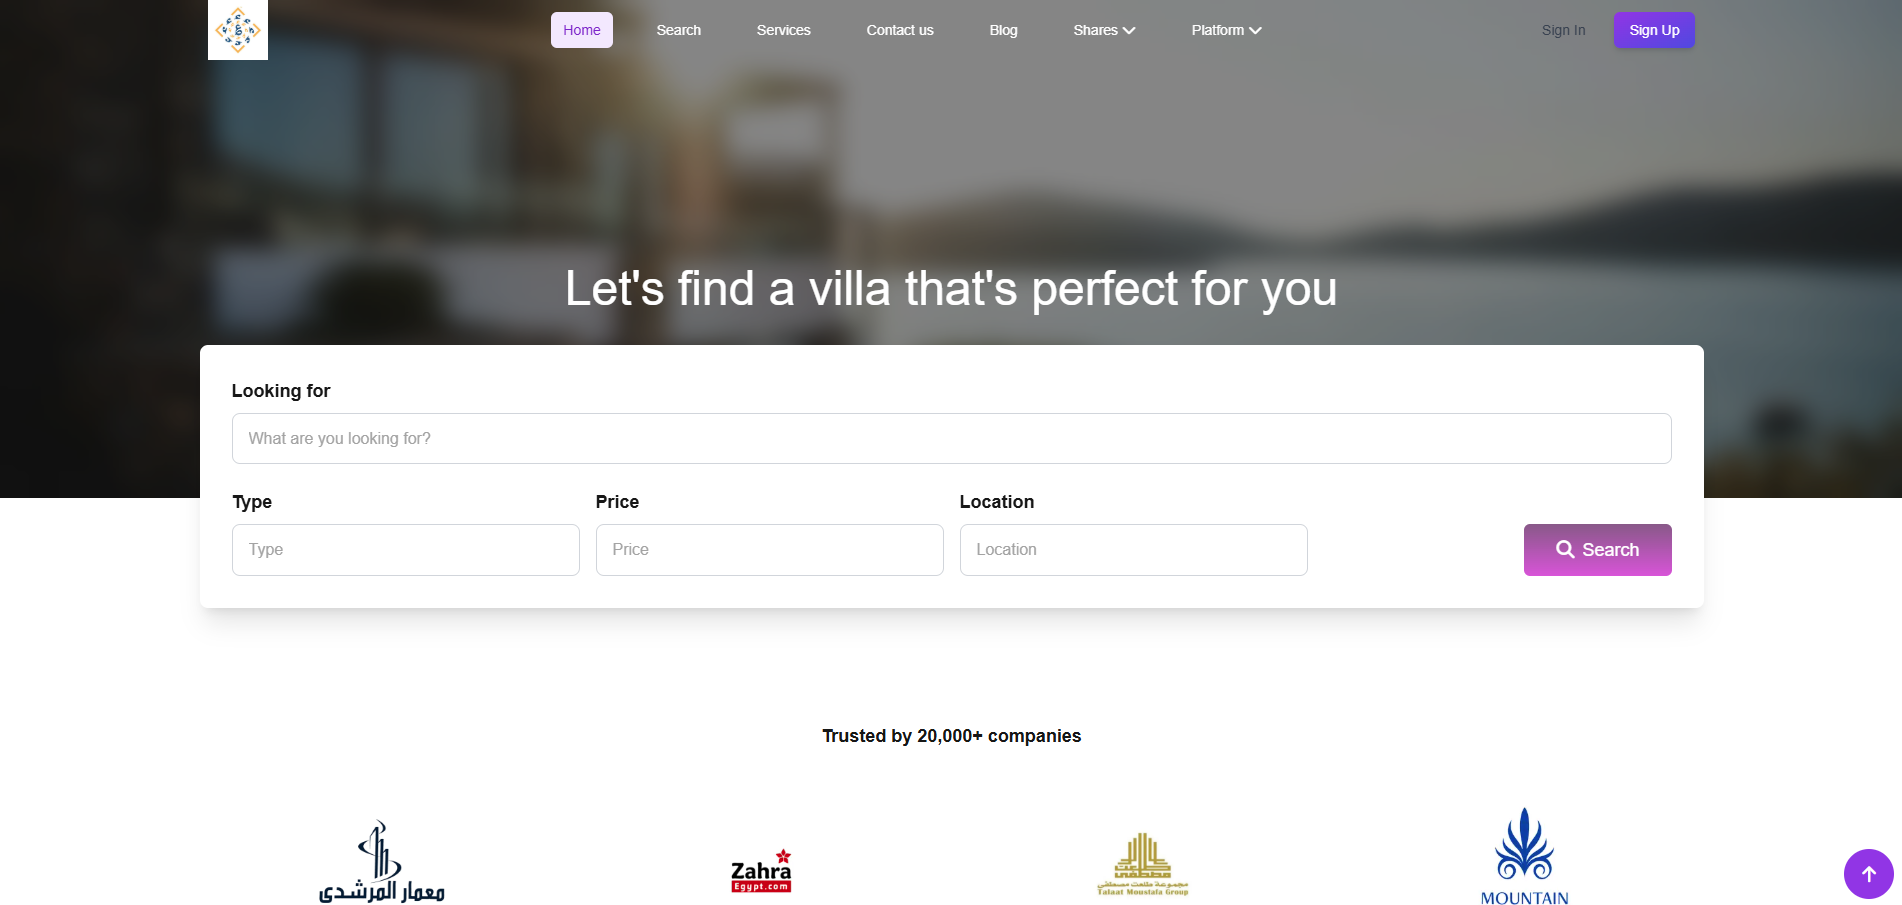 Home
Search
Services
Contact us
Blog
Shares
Platform
Sign In
Sign Up
Let's find a villa that's perfect for you
Looking for
What are you looking for?
Type
Price
Location
Type
Price
Location
Search
Trusted by 20,000+ companies
معمار المرشدى
Zahra
Egypt.com
طلعت
مصطفى
مجموعة طلعت مصطفى
Talaat Moustafa Group
MOUNTAIN